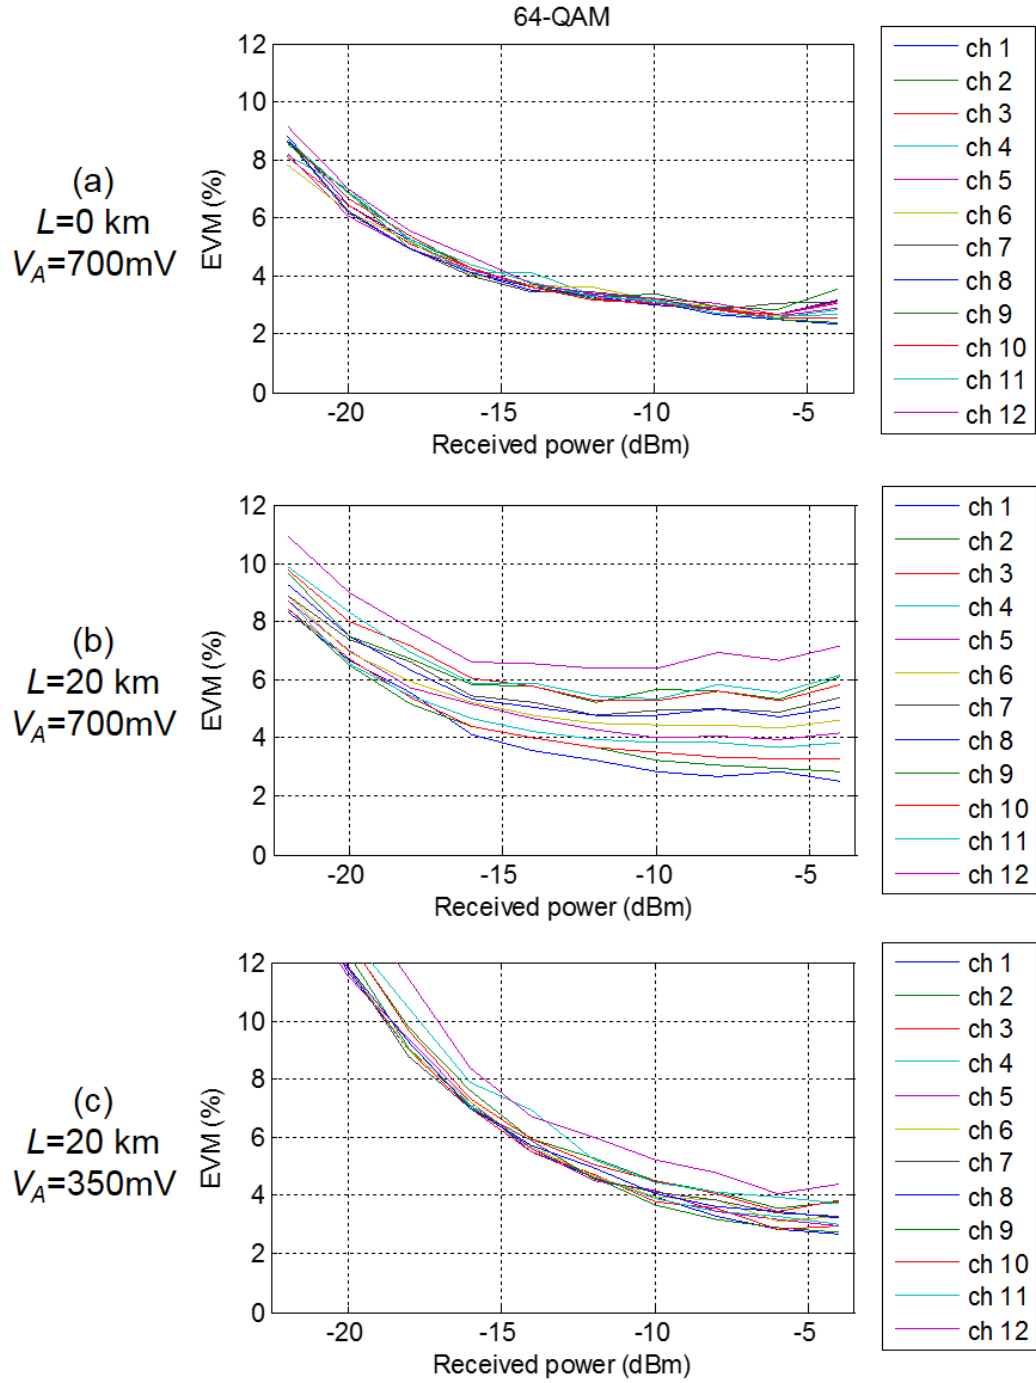 64-QAM
(a)
L=0 km
V_A=700mV
EVM (%)
12
10
8
6
4
2
0
-20
-15
-10
-5
Received power (dBm)
ch 1
ch 2
ch 3
ch 4
ch 5
ch 6
ch 7
ch 8
ch 9
ch 10
ch 11
ch 12
(b)
L=20 km
V_A=700mV
EVM (%)
12
10
8
6
4
2
0
-20
-15
-10
-5
Received power (dBm)
ch 1
ch 2
ch 3
ch 4
ch 5
ch 6
ch 7
ch 8
ch 9
ch 10
ch 11
ch 12
(c)
L=20 km
V_A=350mV
EVM (%)
12
10
8
6
4
2
0
-20
-15
-10
-5
Received power (dBm)
ch 1
ch 2
ch 3
ch 4
ch 5
ch 6
ch 7
ch 8
ch 9
ch 10
ch 11
ch 12